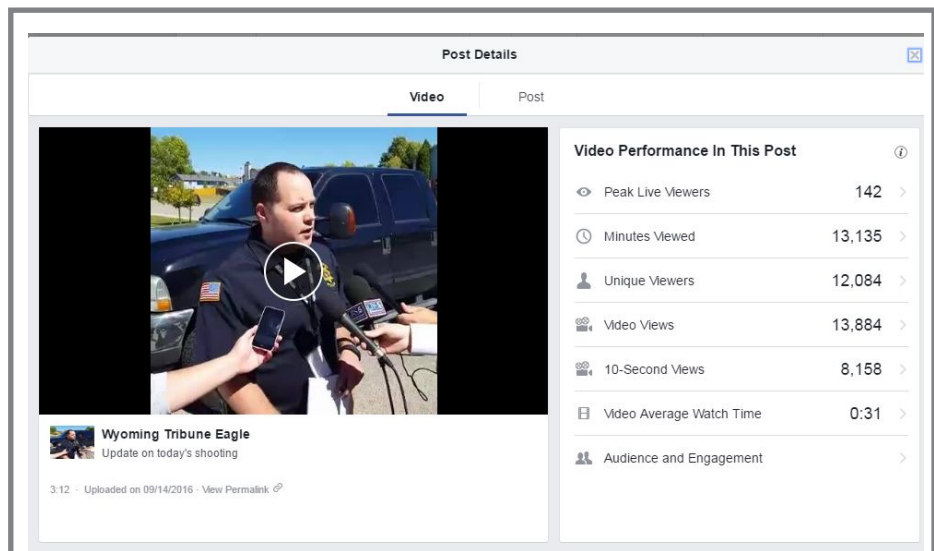 Post Details
Video Post
Wyoming Tribune Eagle
Update on today's shooting
3:12 · Uploaded on 09/14/2016 · View Permalink
Video Performance In This Post
Peak Live Viewers 142
Minutes Viewed 13,135
Unique Viewers 12,084
Video Views 13,884
10-Second Views 8,158
Video Average Watch Time 0:31
Audience and Engagement